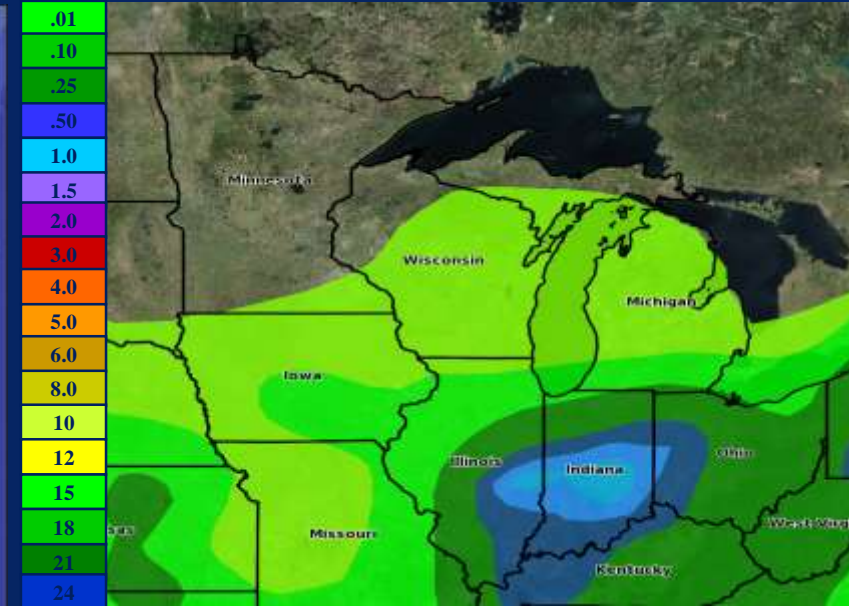 .01
.10
.25
.50
1.0
1.5
2.0
3.0
4.0
5.0
6.0
8.0
10
12
15
18
21
24
Minnesota
Wisconsin
Michigan
Iowa
Illinois
Indiana
Ohio
sas
Missouri
West Virg
Kentucky